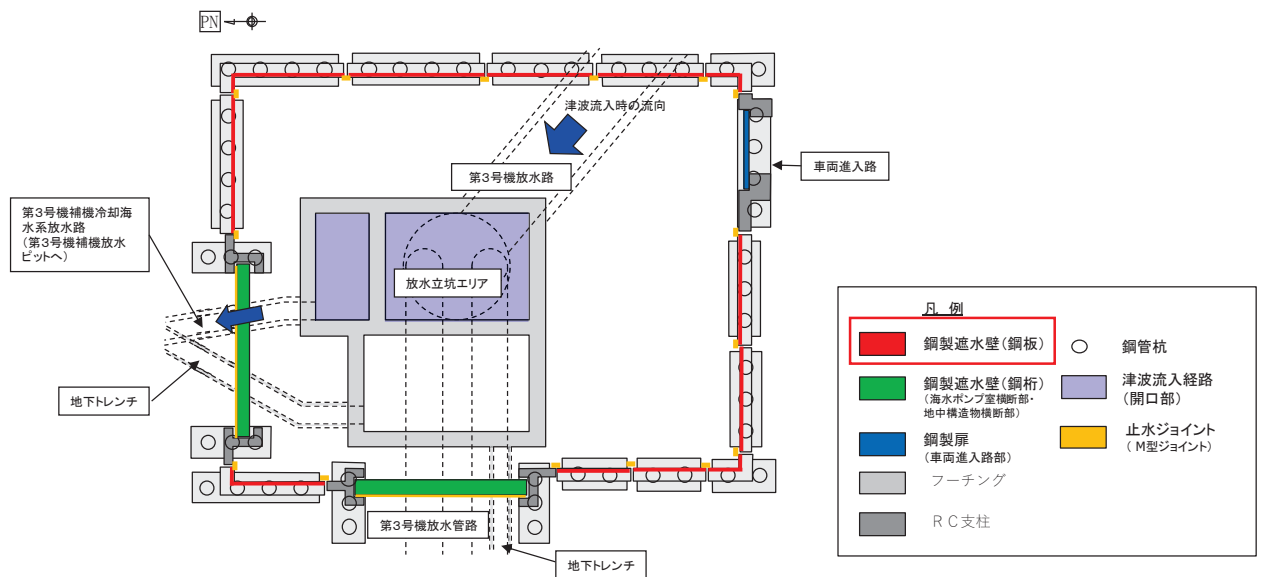 PN
津波流入時の流向
第3号機放水路
車両進入路
第3号機補機冷却海
水系放水路
(第3号機補機放水
ピットへ)
放水立坑エリア
地下トレンチ
第3号機放水管路
地下トレンチ
凡 例
鋼製遮水壁(鋼板)
鋼製遮水壁(鋼桁)
(海水ポンプ室横断部・
地中構造物横断部)
鋼製扉
(車両進入路部)
フーチング
RC支柱
鋼管杭
津波流入経路
(開口部)
止水ジョイント
(M型ジョイント)